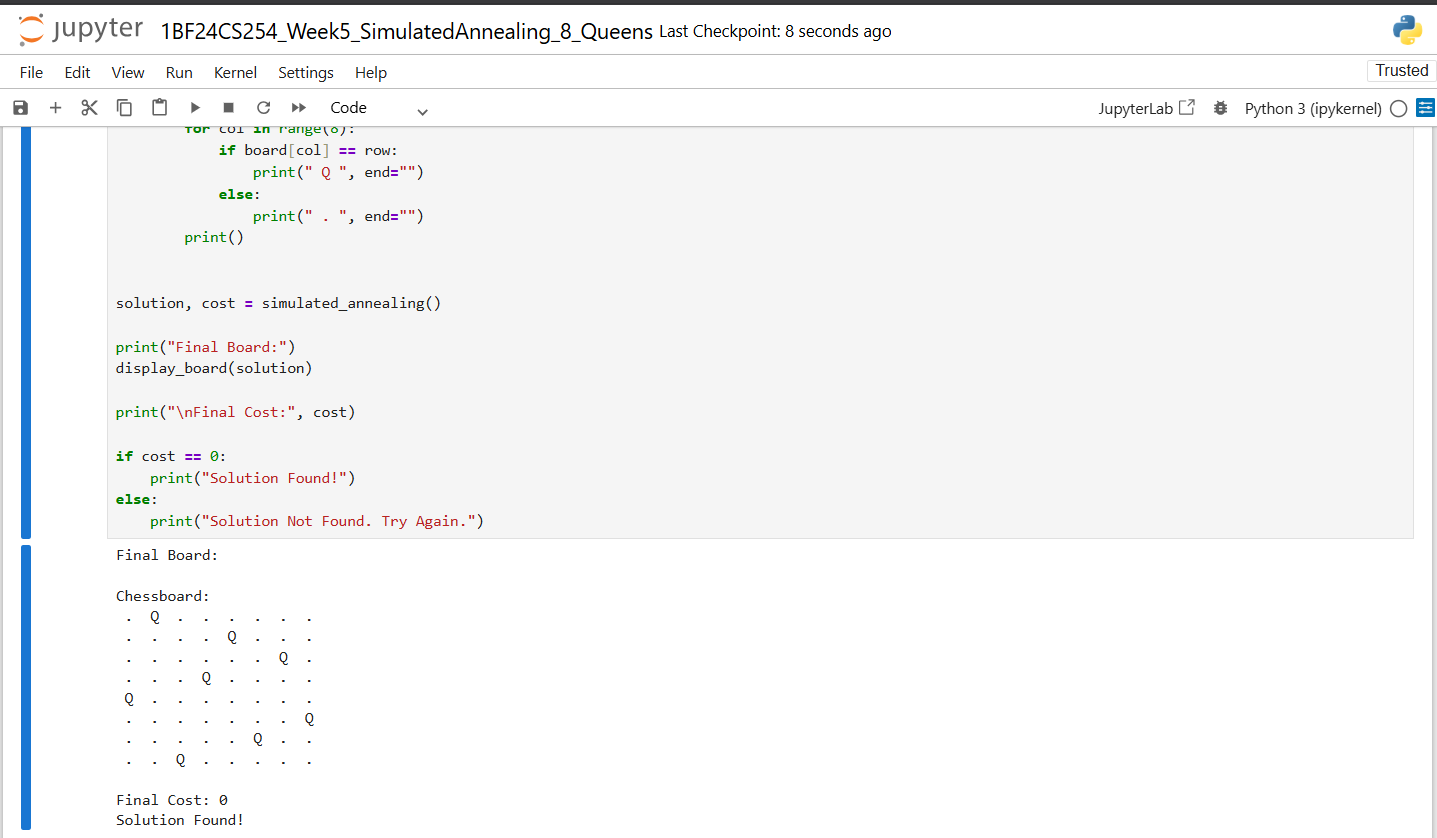 jupyter 1BF24CS254_Week5_SimulatedAnnealing_8_Queens Last Checkpoint: 8 seconds ago
File Edit View Run Kernel Settings Help Trusted
Code JupyterLab Python 3 (ipykernel)
        for col in range(8):
            if board[col] == row:
                print(" Q ", end="")
            else:
                print(" . ", end="")
        print()
solution, cost = simulated_annealing()
print("Final Board:")
display_board(solution)
print("\nFinal Cost:", cost)
if cost == 0:
    print("Solution Found!")
else:
    print("Solution Not Found. Try Again.")
Final Board:
Chessboard:
 .  Q  .  .  .  .  .  . 
 .  .  .  .  Q  .  .  . 
 .  .  .  .  .  .  Q  . 
 .  .  .  Q  .  .  .  . 
 Q  .  .  .  .  .  .  . 
 .  .  .  .  .  .  .  Q 
 .  .  .  .  .  Q  .  . 
 .  .  Q  .  .  .  .  . 
Final Cost: 0
Solution Found!